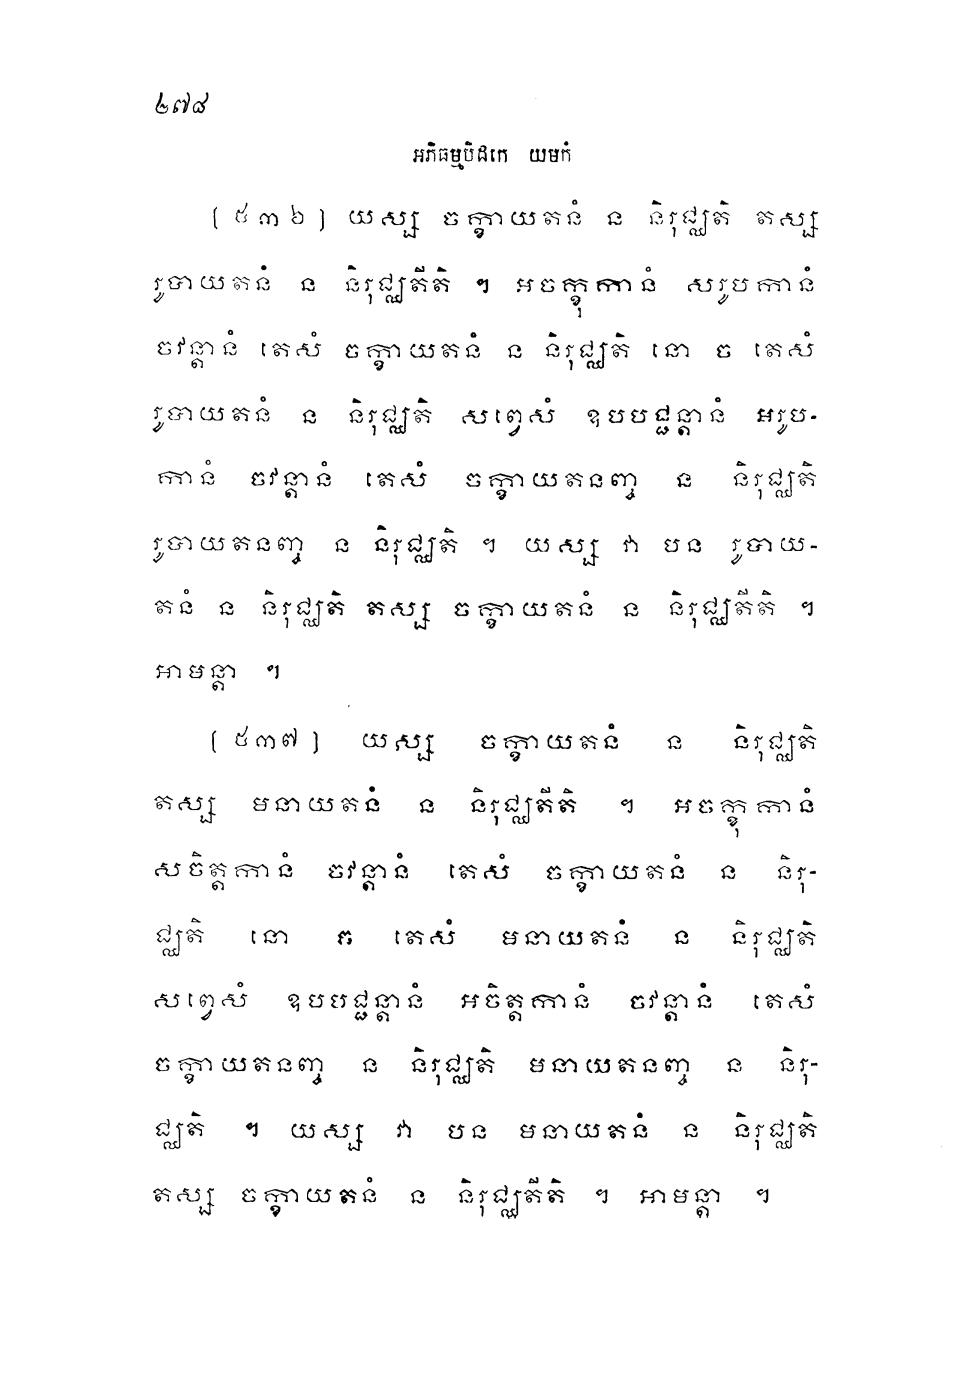 ២៧៨
អភិធម្មបិដកេ យមកំ
[ ៥៣៦ ] យស្ស ចក្ខាយតនំ ន និរុជ្ឈតិ តស្ស
រូបាយតនំ ន និរុជ្ឈតីតិ ។ អចក្ខុកានំ សរូបកានំ
ចវន្តានំ តេសំ ចក្ខាយតនំ ន និរុជ្ឈតិ នោ ច តេសំ
រូបាយតនំ ន និរុជ្ឈតិ សព្វេសំ ឧបបជ្ជន្តានំ អរូប-
កានំ ចវន្តានំ តេសំ ចក្ខាយតនញ្ច ន និរុជ្ឈតិ
រូបាយតនញ្ច ន និរុជ្ឈតិ ។ យស្ស វា បន រូបាយ-
តនំ ន និរុជ្ឈតិ តស្ស ចក្ខាយតនំ ន និរុជ្ឈតីតិ ។
អាមន្តា ។
[ ៥៣៧ ] យស្ស ចក្ខាយតនំ ន និរុជ្ឈតិ
តស្ស មនាយតនំ ន និរុជ្ឈតីតិ ។ អចក្ខុកានំ
សចិត្តកានំ ចវន្តានំ តេសំ ចក្ខាយតនំ ន និរុ-
ជ្ឈតិ នោ ច តេសំ មនាយតនំ ន និរុជ្ឈតិ
សព្វេសំ ឧបបជ្ជន្តានំ អចិត្តកានំ ចវន្តានំ តេសំ
ចក្ខាយតនញ្ច ន និរុជ្ឈតិ មនាយតនញ្ច ន និរុ-
ជ្ឈតិ ។ យស្ស វា បន មនាយតនំ ន និរុជ្ឈតិ
តស្ស ចក្ខាយតនំ ន និរុជ្ឈតីតិ ។ អាមន្តា ។